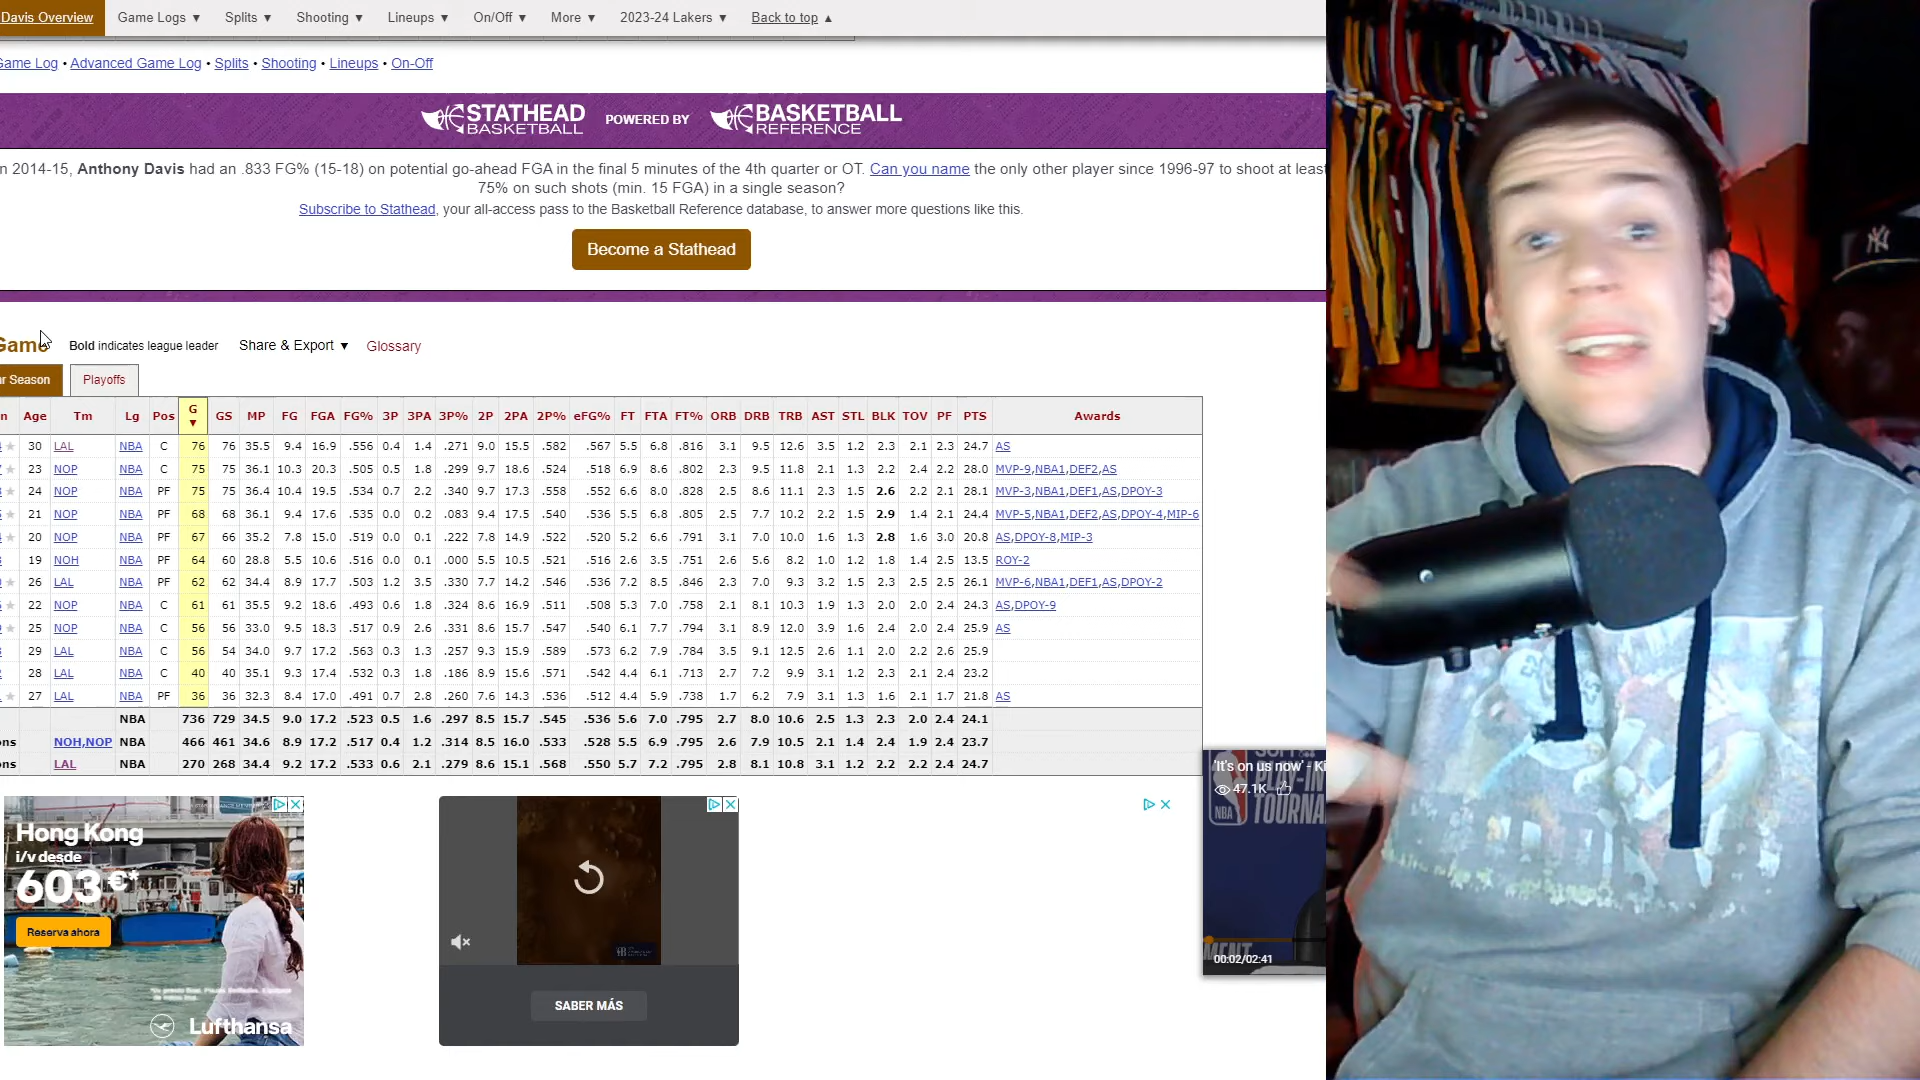 Davis Overview Game Logs ▼ Splits ▼ Shooting ▼ Lineups ▼ On/Off ▼ More ▼ 2023-24 Lakers ▼ Back to top ▲
Game Log • Advanced Game Log • Splits • Shooting • Lineups • On-Off
STATHEAD BASKETBALL POWERED BY BASKETBALL REFERENCE
n 2014-15, Anthony Davis had an .833 FG% (15-18) on potential go-ahead FGA in the final 5 minutes of the 4th quarter or OT. Can you name the only other player since 1996-97 to shoot at least
75% on such shots (min. 15 FGA) in a single season?
Subscribe to Stathead, your all-access pass to the Basketball Reference database, to answer more questions like this.
Become a Stathead
Game Bold indicates league leader Share & Export ▼ Glossary
r Season Playoffs
n Age Tm Lg Pos G ▼ GS MP FG FGA FG% 3P 3PA 3P% 2P 2PA 2P% eFG% FT FTA FT% ORB DRB TRB AST STL BLK TOV PF PTS Awards
30 LAL NBA C 76 76 35.5 9.4 16.9 .556 0.4 1.4 .271 9.0 15.5 .582 .567 5.5 6.8 .816 3.1 9.5 12.6 3.5 1.2 2.3 2.1 2.3 24.7 AS
23 NOP NBA C 75 75 36.1 10.3 20.3 .505 0.5 1.8 .299 9.7 18.6 .524 .518 6.9 8.6 .802 2.3 9.5 11.8 2.1 1.3 2.2 2.4 2.2 28.0 MVP-9,NBA1,DEF2,AS
24 NOP NBA PF 75 75 36.4 10.4 19.5 .534 0.7 2.2 .340 9.7 17.3 .558 .552 6.6 8.0 .828 2.5 8.6 11.1 2.3 1.5 2.6 2.2 2.1 28.1 MVP-3,NBA1,DEF1,AS,DPOY-3
21 NOP NBA PF 68 68 36.1 9.4 17.6 .535 0.0 0.2 .083 9.4 17.5 .540 .536 5.5 6.8 .805 2.5 7.7 10.2 2.2 1.5 2.9 1.4 2.1 24.4 MVP-5,NBA1,DEF2,AS,DPOY-4,MIP-6
20 NOP NBA PF 67 66 35.2 7.8 15.0 .519 0.0 0.1 .222 7.8 14.9 .522 .520 5.2 6.6 .791 3.1 7.0 10.0 1.6 1.3 2.8 1.6 3.0 20.8 AS,DPOY-8,MIP-3
19 NOH NBA PF 64 60 28.8 5.5 10.6 .516 0.0 0.1 .000 5.5 10.5 .521 .516 2.6 3.5 .751 2.6 5.6 8.2 1.0 1.2 1.8 1.4 2.5 13.5 ROY-2
26 LAL NBA PF 62 62 34.4 8.9 17.7 .503 1.2 3.5 .330 7.7 14.2 .546 .536 7.2 8.5 .846 2.3 7.0 9.3 3.2 1.5 2.3 2.5 2.5 26.1 MVP-6,NBA1,DEF1,AS,DPOY-2
22 NOP NBA C 61 61 35.5 9.2 18.6 .493 0.6 1.8 .324 8.6 16.9 .511 .508 5.3 7.0 .758 2.1 8.1 10.3 1.9 1.3 2.0 2.0 2.4 24.3 AS,DPOY-9
25 NOP NBA C 56 56 33.0 9.5 18.3 .517 0.9 2.6 .331 8.6 15.7 .547 .540 6.1 7.7 .794 3.1 8.9 12.0 3.9 1.6 2.4 2.0 2.4 25.9 AS
29 LAL NBA C 56 54 34.0 9.7 17.2 .563 0.3 1.3 .257 9.3 15.9 .589 .573 6.2 7.9 .784 3.5 9.1 12.5 2.6 1.1 2.0 2.2 2.6 25.9
28 LAL NBA C 40 40 35.1 9.3 17.4 .532 0.3 1.8 .186 8.9 15.6 .571 .542 4.4 6.1 .713 2.7 7.2 9.9 3.1 1.2 2.3 2.1 2.4 23.2
27 LAL NBA PF 36 36 32.3 8.4 17.0 .491 0.7 2.8 .260 7.6 14.3 .536 .512 4.4 5.9 .738 1.7 6.2 7.9 3.1 1.3 1.6 2.1 1.7 21.8 AS
NBA 736 729 34.5 9.0 17.2 .523 0.5 1.6 .297 8.5 15.7 .545 .536 5.6 7.0 .795 2.7 8.0 10.6 2.5 1.3 2.3 2.0 2.4 24.1
ons NOH,NOP NBA 466 461 34.6 8.9 17.2 .517 0.4 1.2 .314 8.5 16.0 .533 .528 5.5 6.9 .795 2.6 7.9 10.5 2.1 1.4 2.4 1.9 2.4 23.7
ons LAL NBA 270 268 34.4 9.2 17.2 .533 0.6 2.1 .279 8.6 15.1 .568 .550 5.7 7.2 .795 2.8 8.1 10.8 3.1 1.2 2.2 2.2 2.4 24.7
Hong Kong
i/v desde
603€*
Reserva ahora
Lufthansa
SABER MÁS
'It's on us now' - Ki
47.1K
PLAY-IN
NBA TOURNA
MENT
00:02/02:41
NY